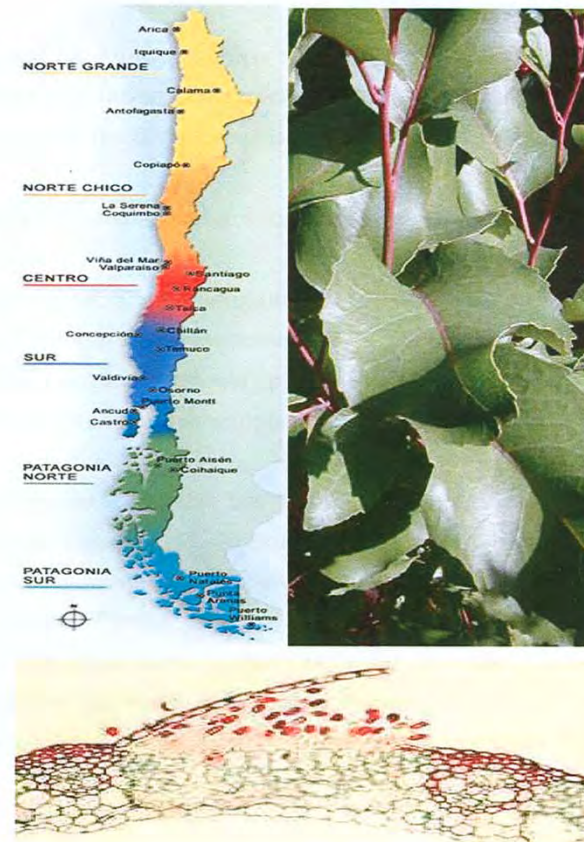 Arica
Iquique
NORTE GRANDE
Calama
Antofagasta
Copiapó
NORTE CHICO
La Serena
Coquimbo
Viña del Mar
Valparaiso
Santiago
CENTRO
Rancagua
Talca
Concepción
Chillán
Temuco
SUR
Valdivia
Osorno
Puerto Montt
Ancud
Castro
Puerto Aisén
Coihaique
PATAGONIA
NORTE
PATAGONIA
SUR
Puerto
Natales
Punta
Arenas
Puerto
Williams